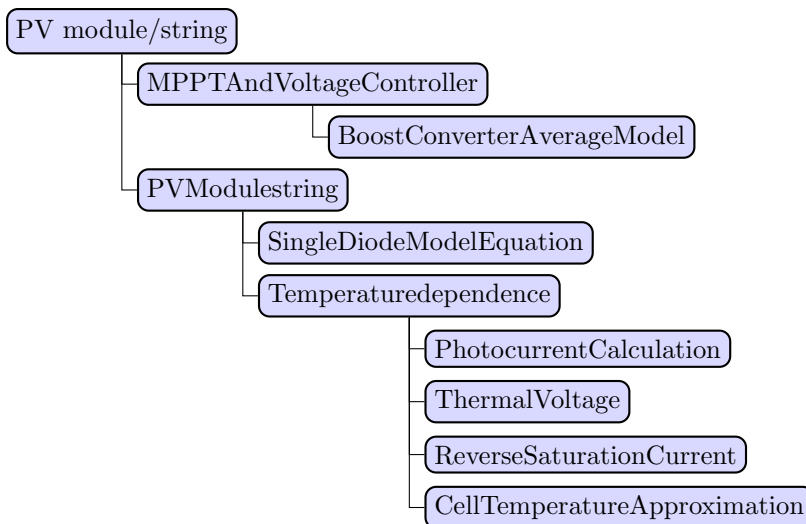 PV module/string
MPPTAndVoltageController
BoostConverterAverageModel
PVModulestring
SingleDiodeModelEquation
Temperaturedependence
PhotocurrentCalculation
ThermalVoltage
ReverseSaturationCurrent
CellTemperatureApproximation